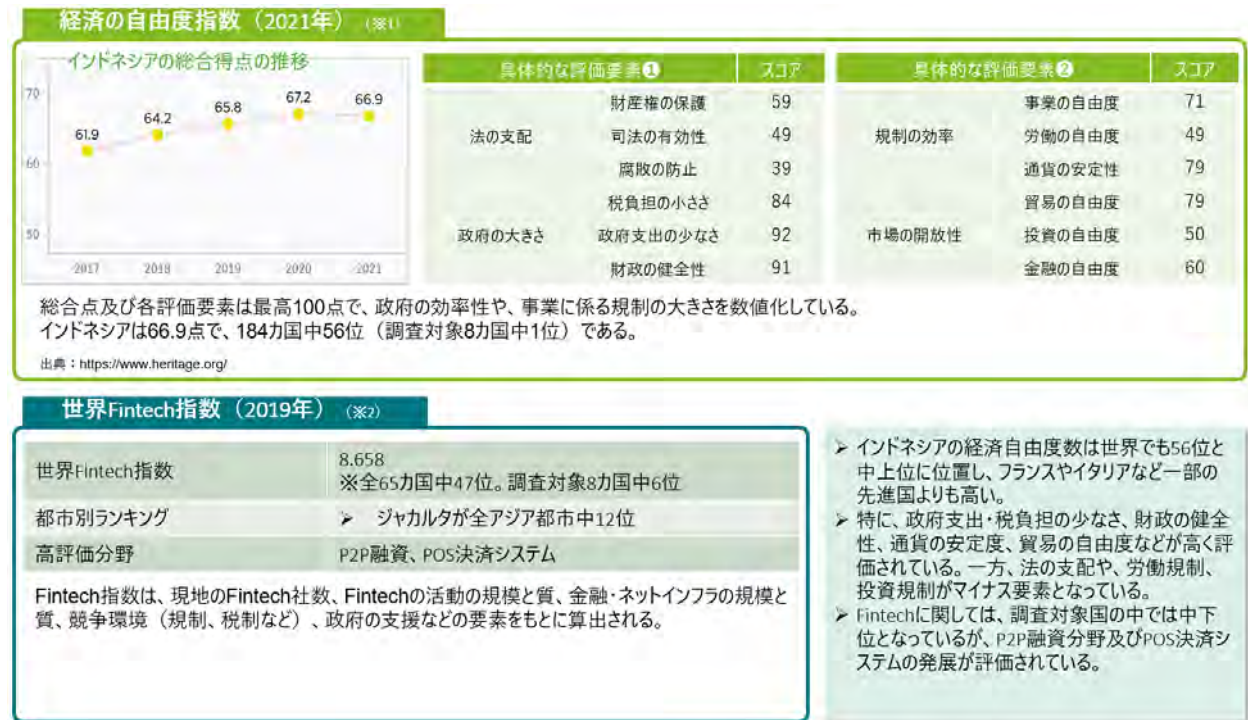 経済の自由度指数（2021年）（※1）
インドネシアの総合得点の推移
70
60
50
61.9
64.2
65.8
67.2
66.9
2017 2018 2019 2020 2021
具体的な評価要素❶ スコア
法の支配
財産権の保護 59
司法の有効性 49
腐敗の防止 39
政府の大きさ
税負担の小ささ 84
政府支出の少なさ 92
財政の健全性 91
具体的な評価要素❷ スコア
規制の効率
事業の自由度 71
労働の自由度 49
通貨の安定性 79
市場の開放性
貿易の自由度 79
投資の自由度 50
金融の自由度 60
総合点及び各評価要素は最高100点で、政府の効率性や、事業に係る規制の大きさを数値化している。
インドネシアは66.9点で、184カ国中56位（調査対象8カ国中1位）である。
出典：https://www.heritage.org/
世界Fintech指数（2019年）（※2）
世界Fintech指数 8.658
※全65カ国中47位。調査対象8カ国中6位
都市別ランキング ➢ ジャカルタが全アジア都市中12位
高評価分野 P2P融資、POS決済システム
Fintech指数は、現地のFintech社数、Fintechの活動の規模と質、金融・ネットインフラの規模と
質、競争環境（規制、税制など）、政府の支援などの要素をもとに算出される。
➢ インドネシアの経済自由度数は世界でも56位と
中上位に位置し、フランスやイタリアなど一部の
先進国よりも高い。
➢ 特に、政府支出・税負担の少なさ、財政の健全
性、通貨の安定度、貿易の自由度などが高く評
価されている。一方、法の支配や、労働規制、
投資規制がマイナス要素となっている。
➢ Fintechに関しては、調査対象国の中では中下
位となっているが、P2P融資分野及びPOS決済シ
ステムの発展が評価されている。